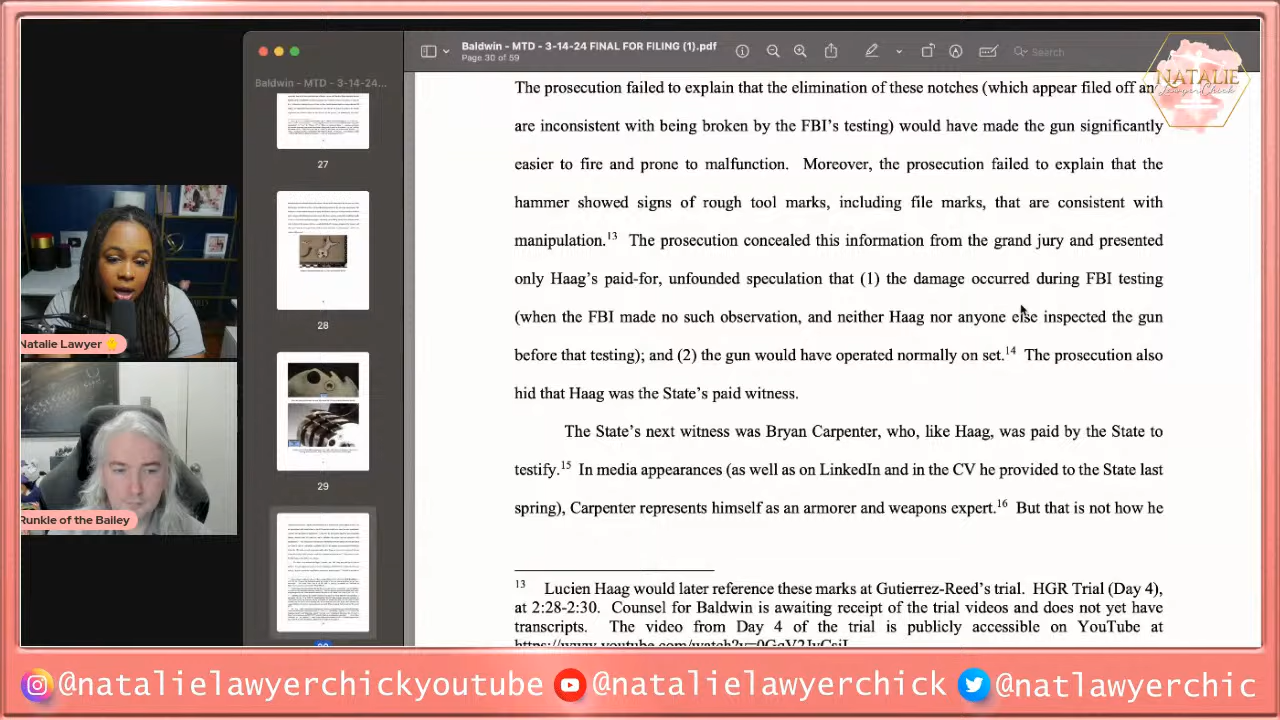 Baldwin - MTD - 3-14-24 FINAL FOR FILING (1).pdf
Page 30 of 59
Search
NATALIE
LawyerChick
Baldwin - MTD - 3-14-24...
27
28
29
The prosecution failed to explain that the elimination of these notches (which appear filed off and
are inconsistent with being broken by the FBI's testing) would have made the gun significantly
easier to fire and prone to malfunction. Moreover, the prosecution failed to explain that the
hammer showed signs of rough tool marks, including file marks, that are consistent with
manipulation.13 The prosecution concealed this information from the grand jury and presented
only Haag's paid-for, unfounded speculation that (1) the damage occurred during FBI testing
(when the FBI made no such observation, and neither Haag nor anyone else inspected the gun
before that testing); and (2) the gun would have operated normally on set.14 The prosecution also
hid that Haag was the State's paid witness.
The State's next witness was Bryan Carpenter, who, like Haag, was paid by the State to
testify.15 In media appearances (as well as on LinkedIn and in the CV he provided to the State last
spring), Carpenter represents himself as an armorer and weapons expert.16 But that is not how he
13 Lucien Haag would later refer to these marks at Gutierrez-Reed's trial. HGR Trial (Day 4),
at 2:28:52-57. Counsel for Baldwin is awaiting receipt of the trial video and does not yet have
transcripts. The video from Day 4 of the trial is publicly accessible on YouTube at
Natalie Lawyer
Runkle of the Bailey
@natalielawyerchickyoutube
@natalielawyerchick
@natlawyerchic